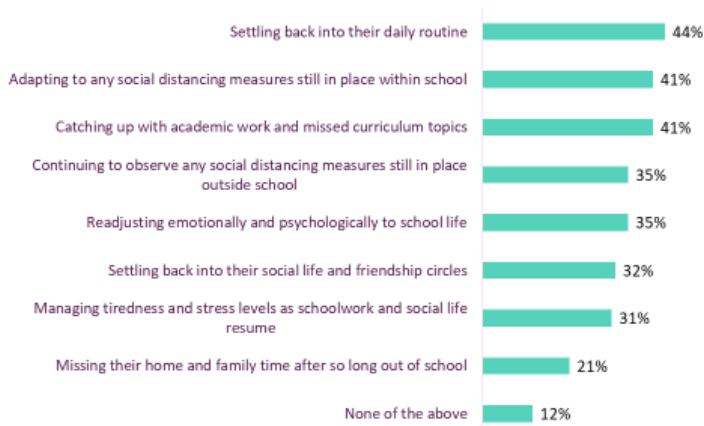 Settling back into their daily routine 44%
Adapting to any social distancing measures still in place within school 41%
Catching up with academic work and missed curriculum topics 41%
Continuing to observe any social distancing measures still in place
outside school 35%
Readjusting emotionally and psychologically to school life 35%
Settling back into their social life and friendship circles 32%
Managing tiredness and stress levels as schoolwork and social life
resume 31%
Missing their home and family time after so long out of school 21%
None of the above 12%